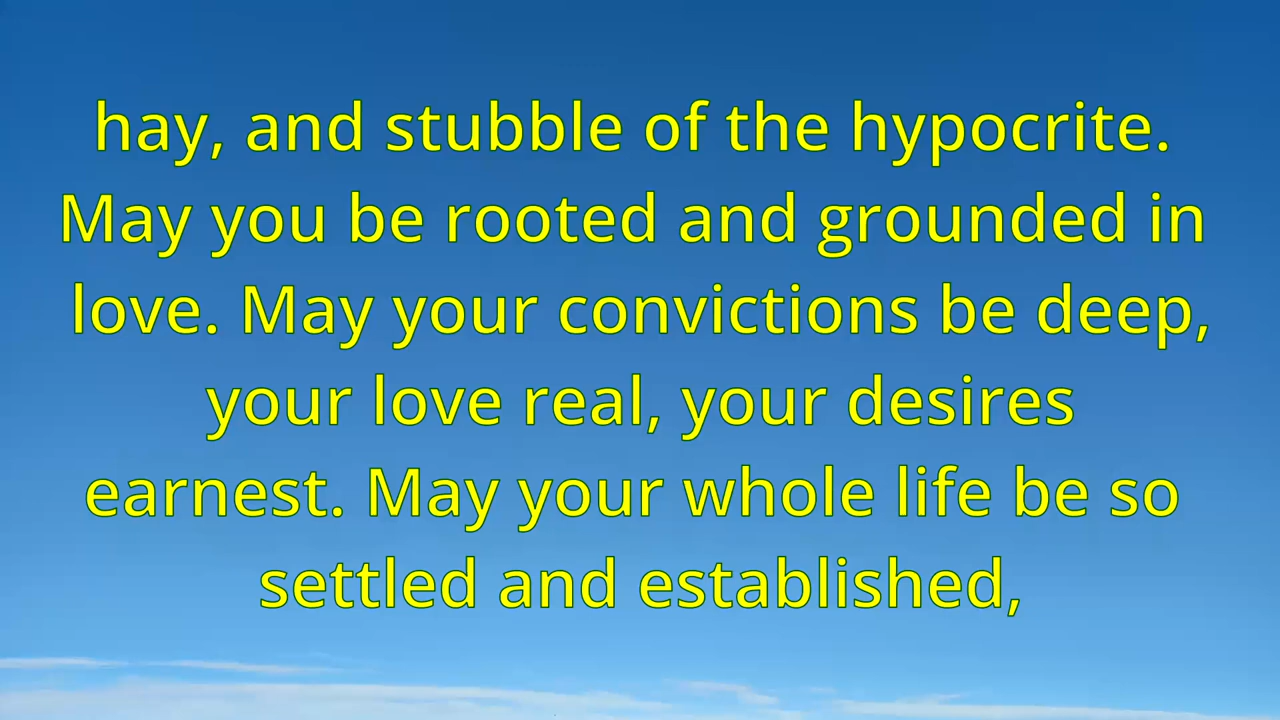 hay, and stubble of the hypocrite.
May you be rooted and grounded in
love. May your convictions be deep,
your love real, your desires
earnest. May your whole life be so
settled and established,